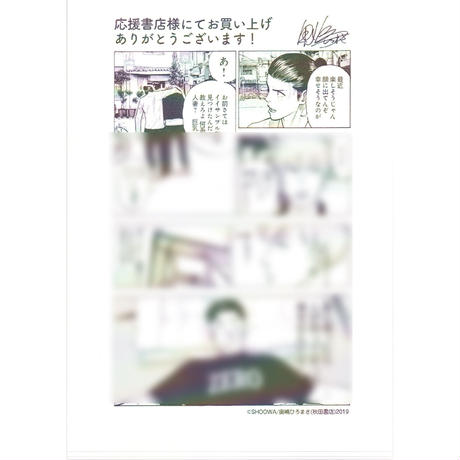 応援書店様にてお買い上げ
ありがとうございます！
最近
楽しそうじゃん
顔に出てんぞ
幸せそうなのが
あ！
お前さては
イイサンプル
見つけたんだ
教えろよ
人妻？
ZERO
©SHOOWA/奥嶋ひろまさ(秋田書店)2019